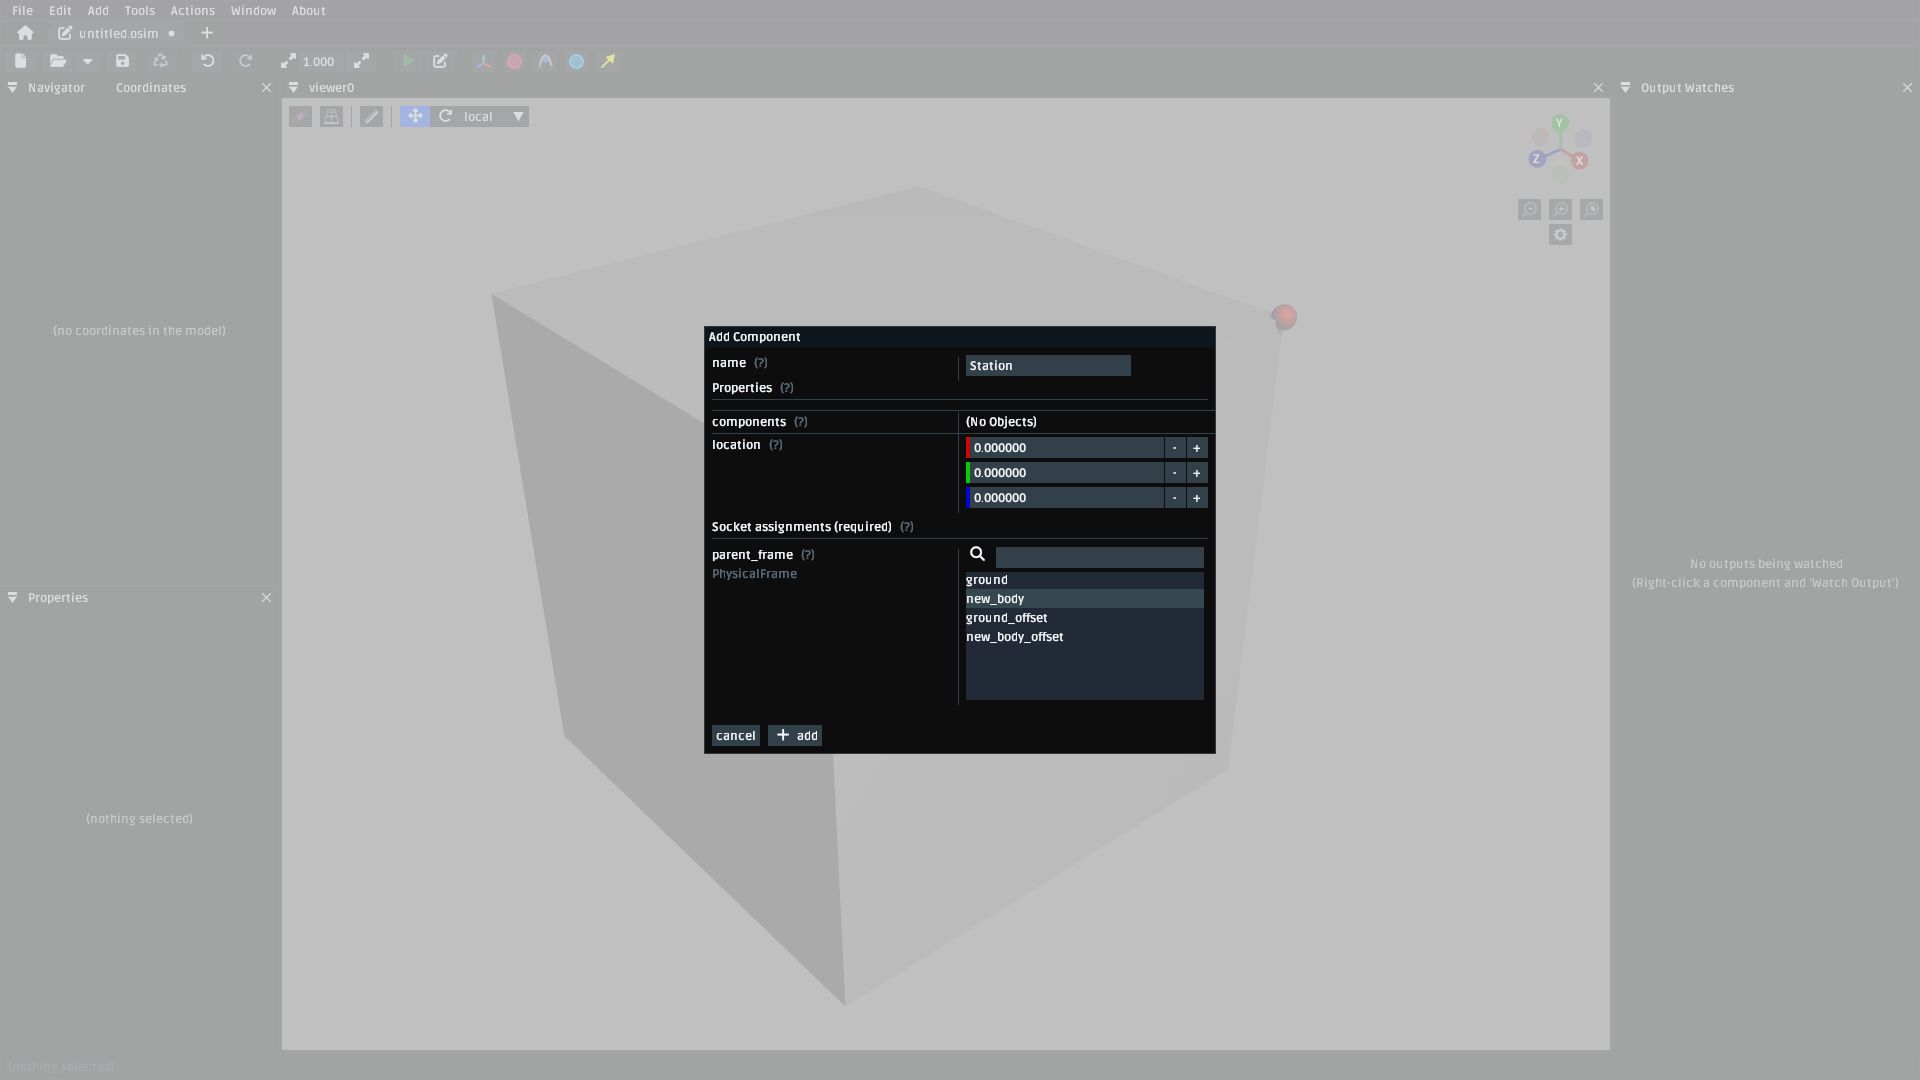 File Edit Add Tools Actions Window About
untitled.osim
1.000
Navigator Coordinates
viewer0
Output Watches
local
Y
Z
X
(no coordinates in the model)
Add Component
name (?)
Station
Properties (?)
components (?)
(No Objects)
location (?)
0.000000 - +
0.000000 - +
0.000000 - +
Socket assignments (required) (?)
parent_frame (?)
PhysicalFrame
ground
new_body
ground_offset
new_body_offset
cancel
+ add
No outputs being watched
(Right-click a component and 'Watch Output')
Properties
(nothing selected)
(nothing selected)